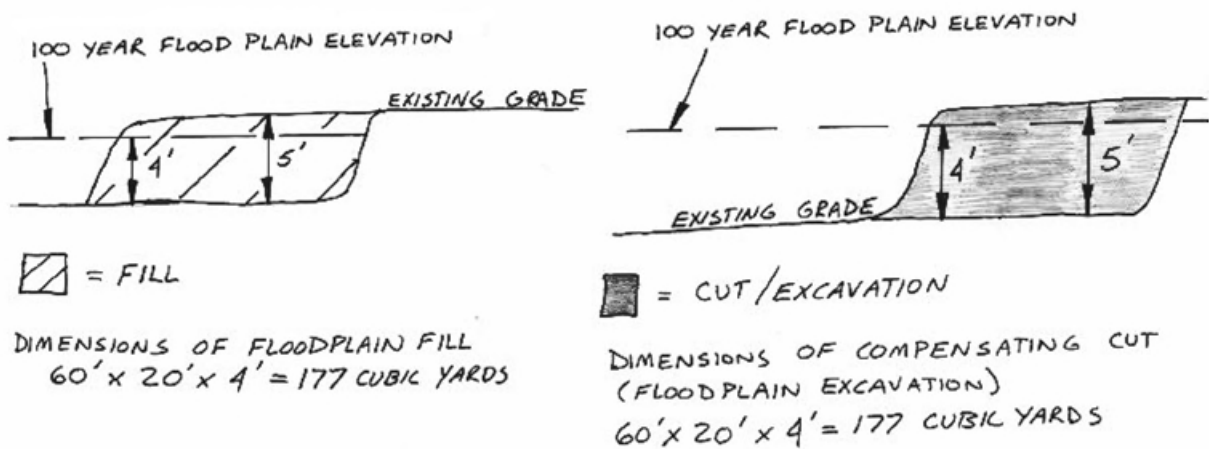 100 YEAR FLOOD PLAIN ELEVATION
EXISTING GRADE
4'
5'
= FILL
DIMENSIONS OF FLOODPLAIN FILL
60' x 20' x 4' = 177 CUBIC YARDS
100 YEAR FLOOD PLAIN ELEVATION
4'
5'
EXISTING GRADE
= CUT/EXCAVATION
DIMENSIONS OF COMPENSATING CUT
(FLOODPLAIN EXCAVATION)
60' x 20' x 4' = 177 CUBIC YARDS